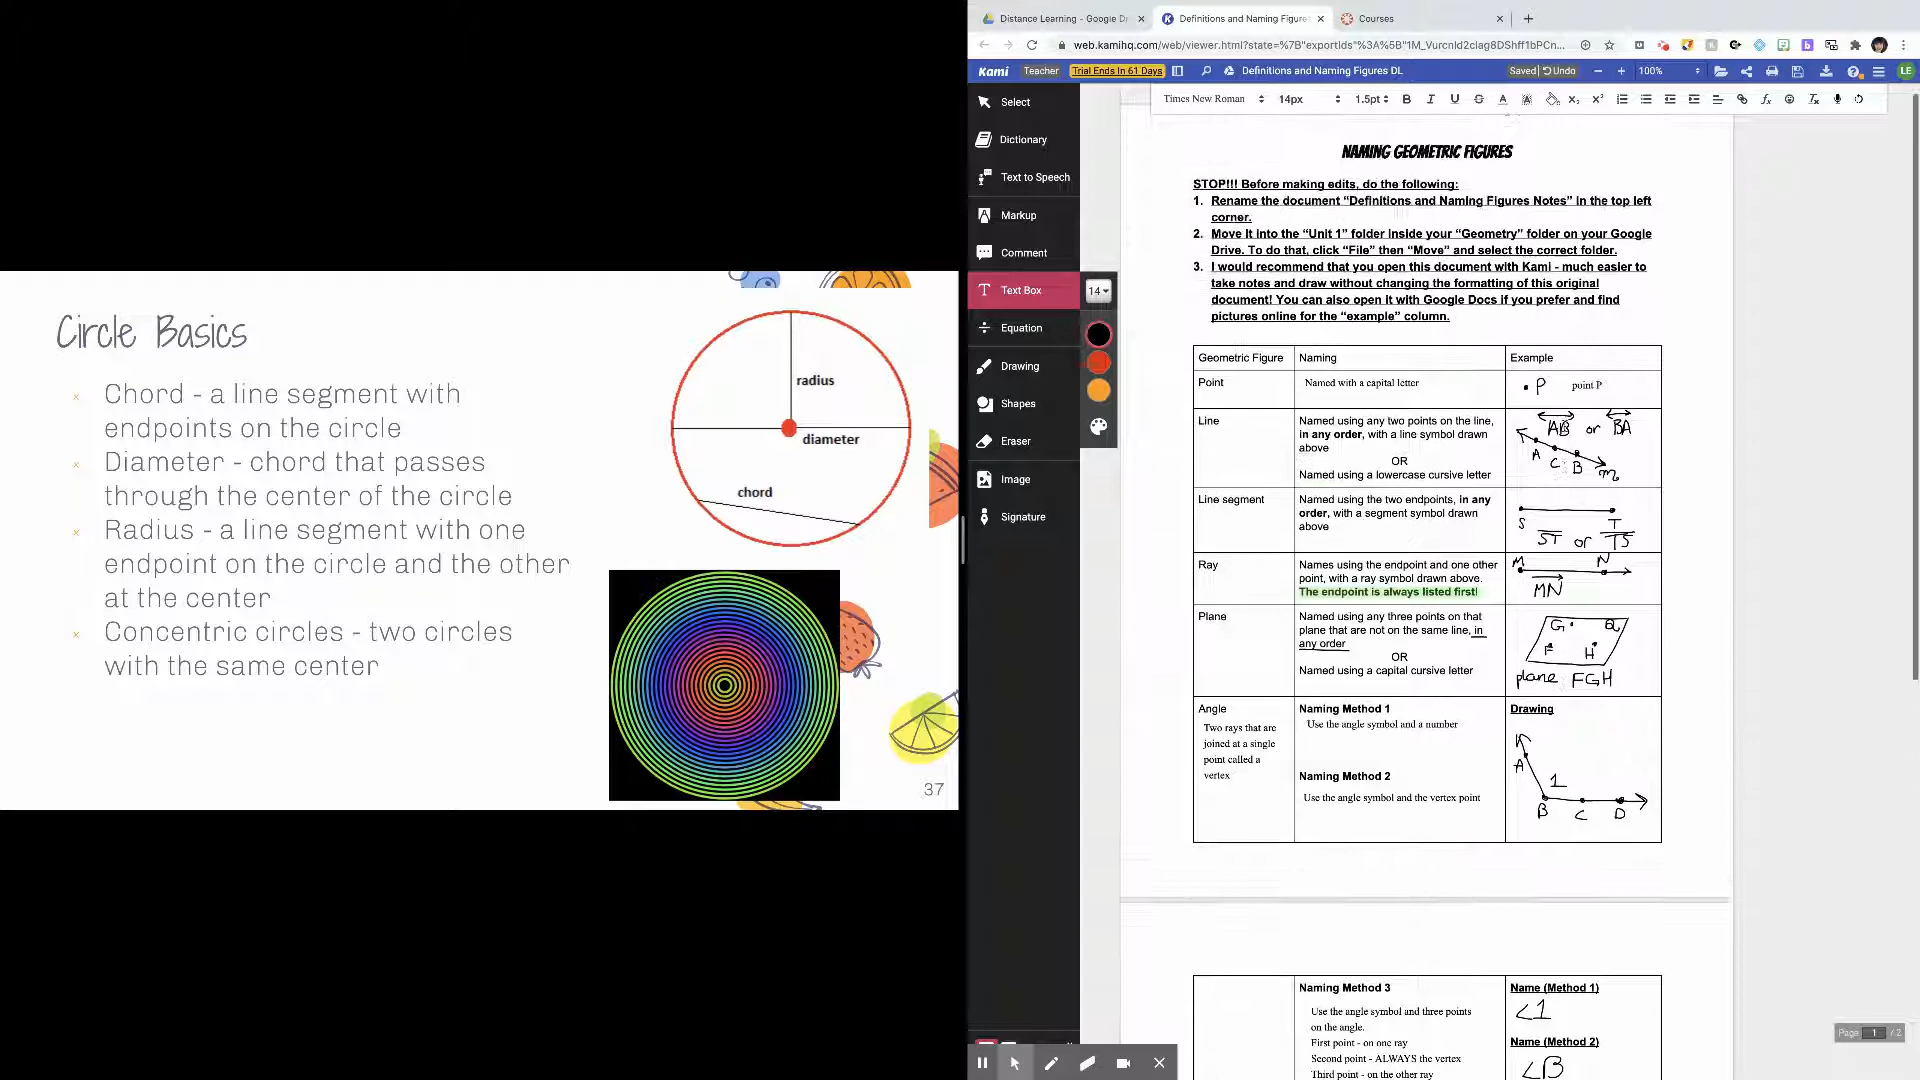 Circle Basics
Chord - a line segment with
endpoints on the circle
Diameter - chord that passes
through the center of the circle
Radius - a line segment with one
endpoint on the circle and the other
at the center
Concentric circles - two circles
with the same center
radius
diameter
chord
37
Distance Learning - Google Dr
Definitions and Naming Figures
Courses
web.kamihq.com/web/viewer.html?state=%7B"exportIds"%3A%5B"1M_Vurcnld2clag8DShff1bPCn...
Kami
Teacher
Trial Ends In 61 Days
Definitions and Naming Figures DL
Saved
Undo
100%
LE
Select
Dictionary
Text to Speech
Markup
Comment
Text Box
14
Equation
Drawing
Shapes
Eraser
Image
Signature
Times New Roman 14px 1.5pt
NAMING GEOMETRIC FIGURES
STOP!!! Before making edits, do the following:
1. Rename the document “Definitions and Naming Figures Notes” in the top left
corner.
2. Move it into the “Unit 1” folder inside your “Geometry” folder on your Google
Drive. To do that, click “File” then “Move” and select the correct folder.
3. I would recommend that you open this document with Kami - much easier to
take notes and draw without changing the formatting of this original
document! You can also open it with Google Docs if you prefer and find
pictures online for the “example” column.
Geometric Figure Naming Example
Point
Named with a capital letter
P point P
Line
Named using any two points on the line,
in any order, with a line symbol drawn
above
OR
Named using a lowercase cursive letter
AB or BA
A C B m
Line segment
Named using the two endpoints, in any
order, with a segment symbol drawn
above
S T
ST or TS
Ray
Names using the endpoint and one other
point, with a ray symbol drawn above.
The endpoint is always listed first!
M N
MN
Plane
Named using any three points on that
plane that are not on the same line, in
any order
OR
Named using a capital cursive letter
G Q
F H
plane FGH
Angle
Two rays that are
joined at a single
point called a
vertex
Naming Method 1
Use the angle symbol and a number
Naming Method 2
Use the angle symbol and the vertex point
Drawing
A
1
B C D
Naming Method 3
Use the angle symbol and three points
on the angle.
First point - on one ray
Second point - ALWAYS the vertex
Third point - on the other ray
Name (Method 1)
∠1
Name (Method 2)
∠B
Page 1 / 2